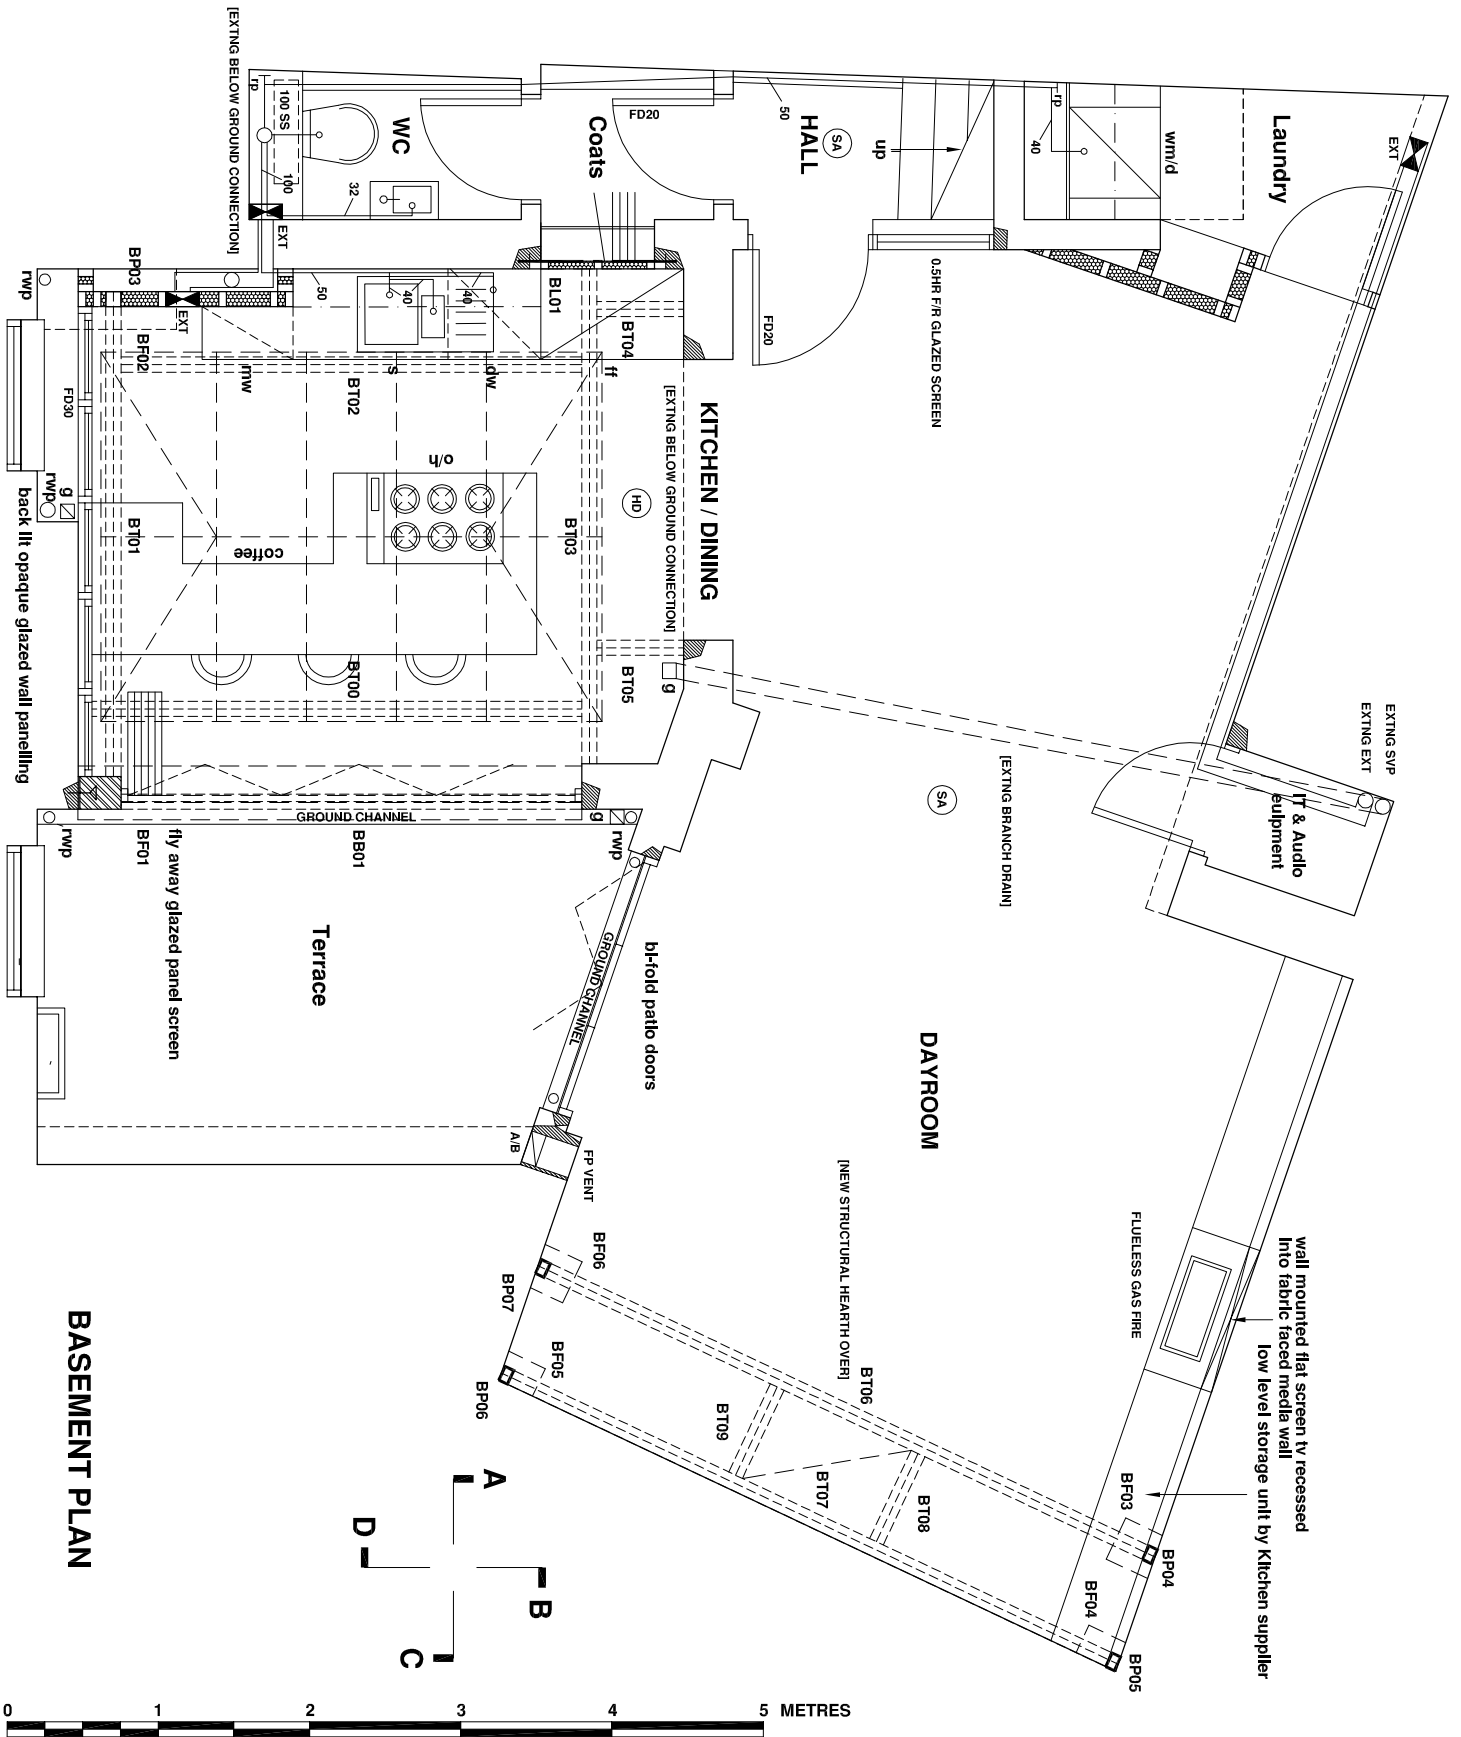 [EXTNG BELOW GROUND CONNECTION]
rp
100 SS
100
32
WC
EXT
Coats
FD20
50
HALL
SA
up
rp
40
wm/d
Laundry
EXT
0.5HR F/R GLAZED SCREEN
FD20
rwp
BP03
EXT
50
40
40
BL01
BT04
BF02
mw
BT02
s
dw
ff
FD30
[EXTNG BELOW GROUND CONNECTION]
KITCHEN / DINING
HD
o/h
coffee
BT01
BT03
rwp
g
back lit opaque glazed wall panelling
BT00
BT05
g
EXTNG SVP
EXTNG EXT
IT & Audio
euipment
SA
[EXTNG BRANCH DRAIN]
rwp
BF01
fly away glazed panel screen
GROUND CHANNEL
BB01
g
rwp
Terrace
GROUND CHANNEL
bi-fold patio doors
DAYROOM
A/B
FP VENT
[NEW STRUCTURAL HEARTH OVER]
FLUELESS GAS FIRE
wall mounted flat screen tv recessed
into fabric faced media wall
low level storage unit by Kitchen supplier
BF06
BP07
BF05
BP06
BT06
BT09
BT07
BT08
BF03
BP04
BF04
BP05
BASEMENT PLAN
A
D
B
C
0 1 2 3 4 5 METRES